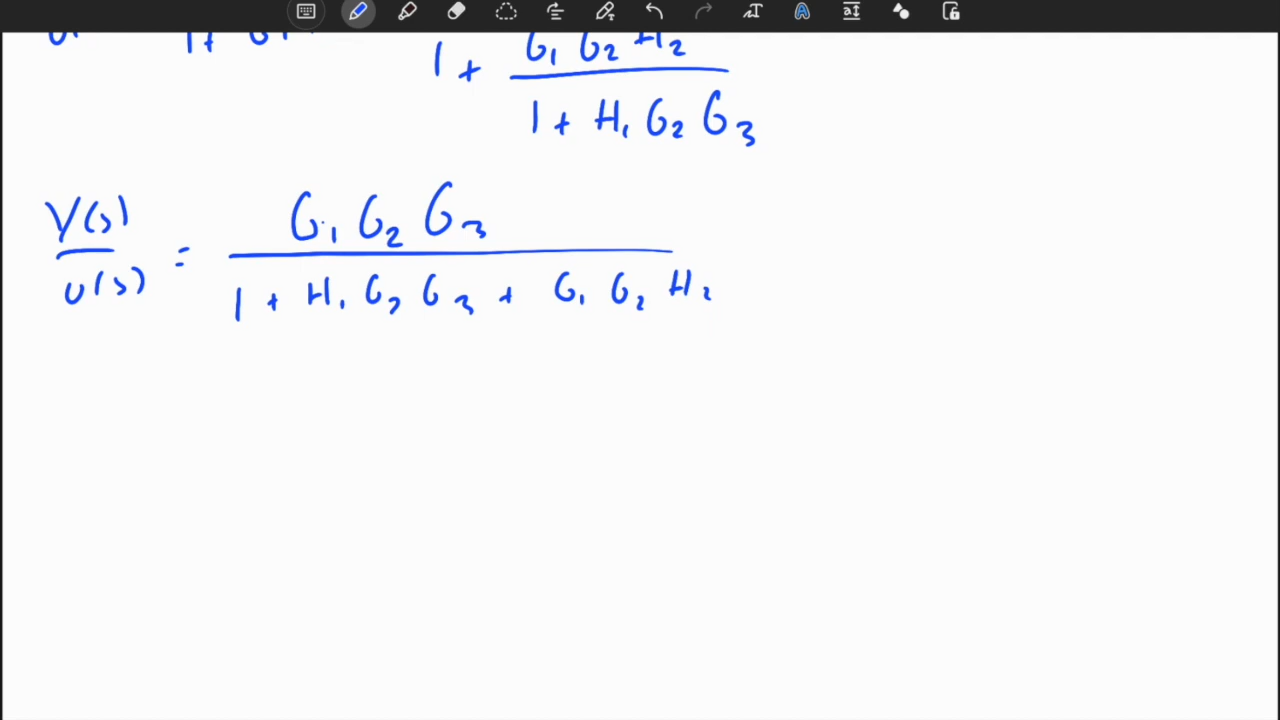 1 + G₁ G₂ H₂
1 + H₁ G₂ G₃
Y(s) = G₁ G₂ G₃
U(s) 1 + H₁ G₂ G₃ + G₁ G₂ H₂